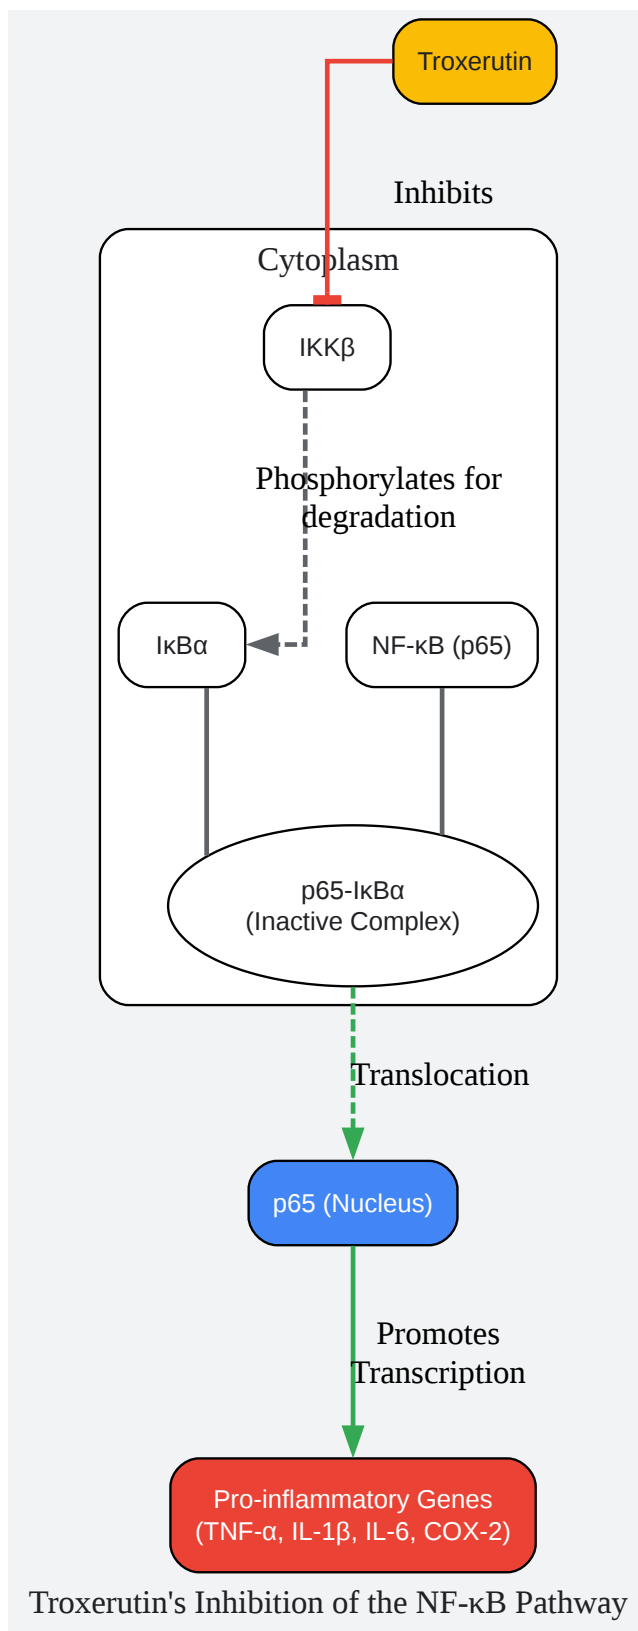 Troxerutin
Inhibits
Cytoplasm
IKKβ
Phosphorylates for
degradation
IκBα
NF-κB (p65)
p65-IκBα
(Inactive Complex)
Translocation
p65 (Nucleus)
Promotes
Transcription
Pro-inflammatory Genes
(TNF-α, IL-1β, IL-6, COX-2)
Troxerutin's Inhibition of the NF-κB Pathway